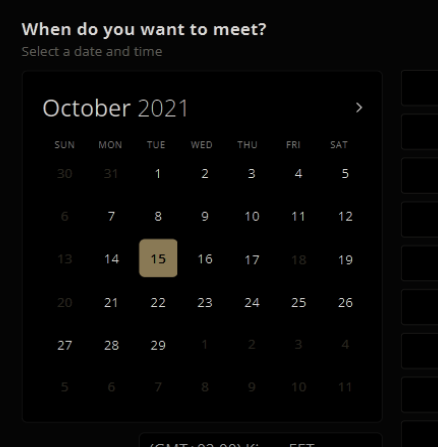 When do you want to meet?
Select a date and time
October 2021
SUN MON TUE WED THU FRI SAT
30 31 1 2 3 4 5
6 7 8 9 10 11 12
13 14 15 16 17 18 19
20 21 22 23 24 25 26
27 28 29 1 2 3 4
5 6 7 8 9 10 11